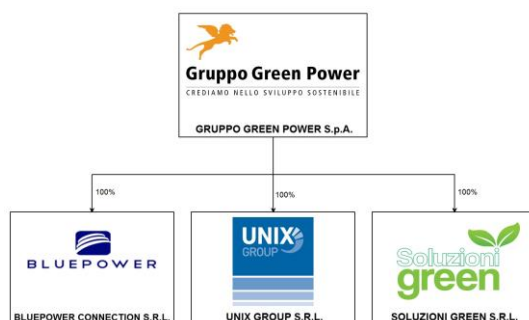 Gruppo Green Power
CREDIAMO NELLO SVILUPPO SOSTENIBILE
GRUPPO GREEN POWER S.p.A.
100%
100%
100%
BLUEPOWER
BLUEPOWER CONNECTION S.R.L.
UNIX
GROUP
UNIX GROUP S.R.L.
Soluzioni
green
SOLUZIONI GREEN S.R.L.